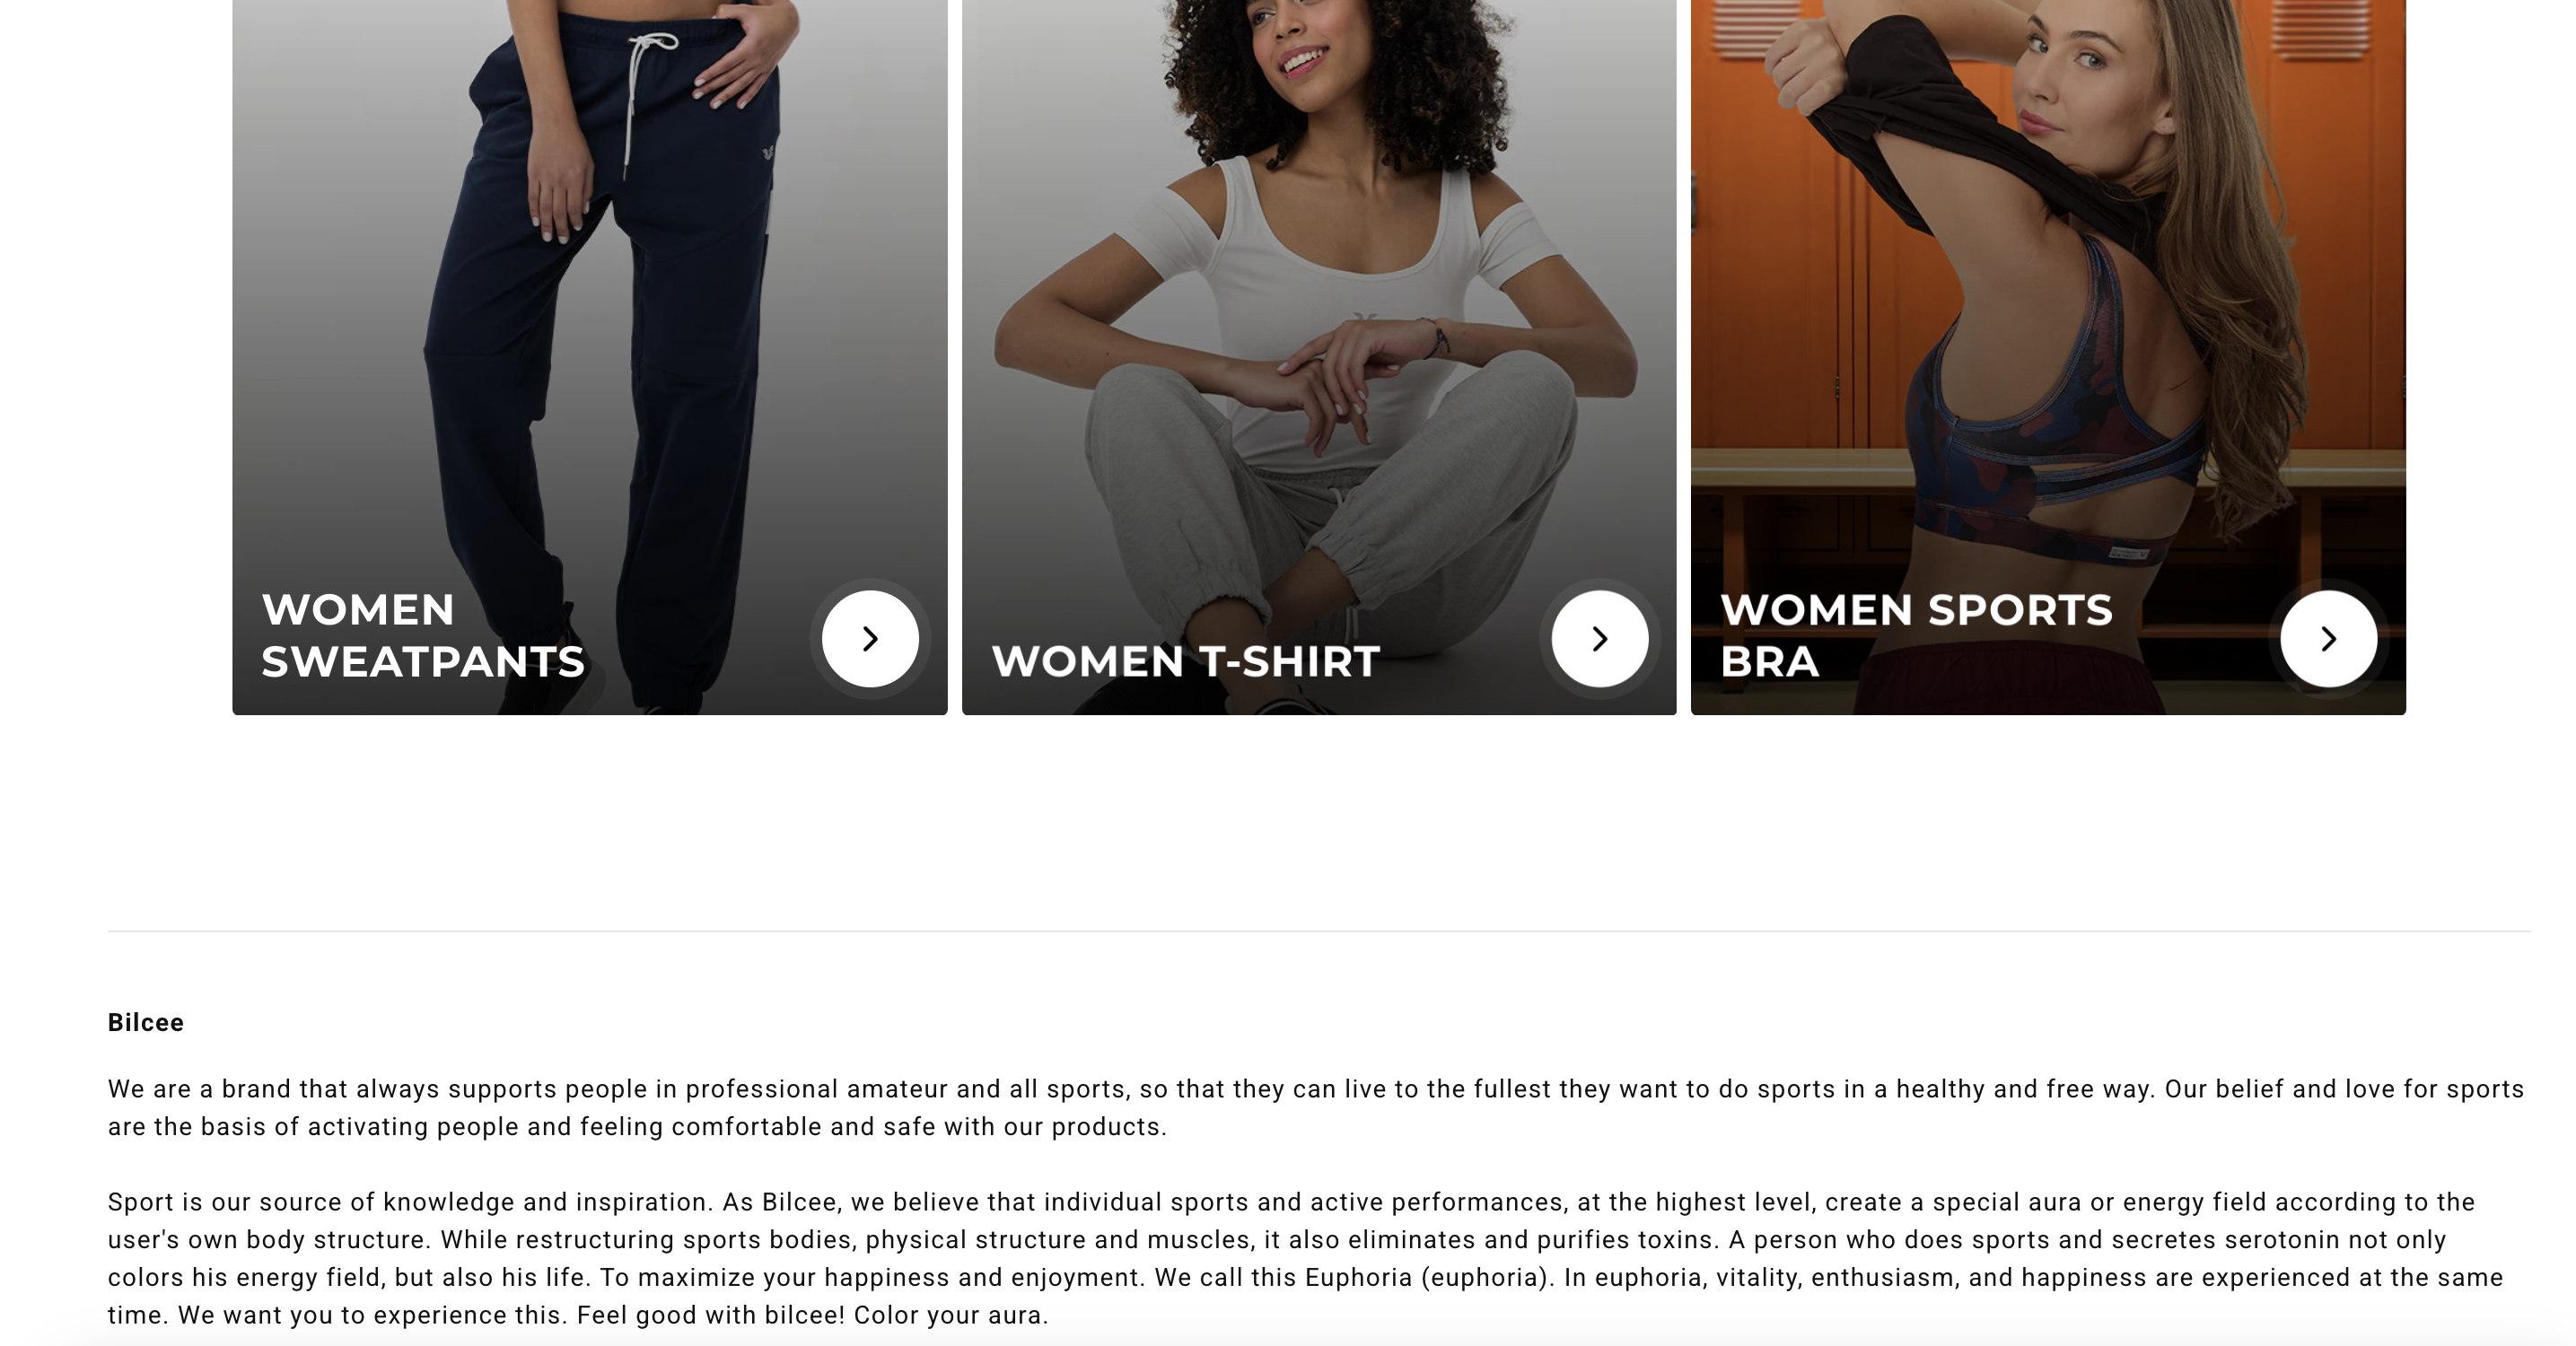 WOMEN
SWEATPANTS
WOMEN T-SHIRT
WOMEN SPORTS
BRA
Bilcee
We are a brand that always supports people in professional amateur and all sports, so that they can live to the fullest they want to do sports in a healthy and free way. Our belief and love for sports
are the basis of activating people and feeling comfortable and safe with our products.
Sport is our source of knowledge and inspiration. As Bilcee, we believe that individual sports and active performances, at the highest level, create a special aura or energy field according to the
user's own body structure. While restructuring sports bodies, physical structure and muscles, it also eliminates and purifies toxins. A person who does sports and secretes serotonin not only
colors his energy field, but also his life. To maximize your happiness and enjoyment. We call this Euphoria (euphoria). In euphoria, vitality, enthusiasm, and happiness are experienced at the same
time. We want you to experience this. Feel good with bilcee! Color your aura.